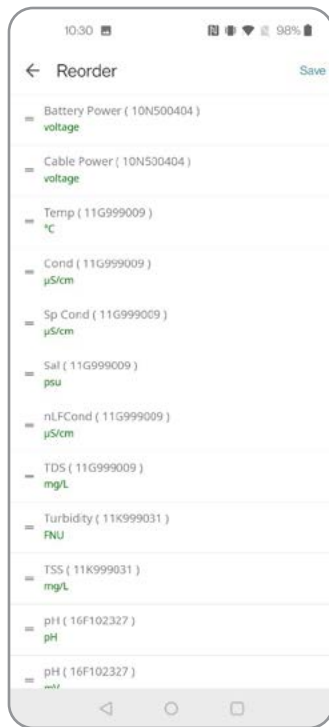 10:30 98%
Reorder Save
Battery Power ( 10N500404 )
voltage
Cable Power ( 10N500404 )
voltage
Temp ( 11G999009 )
°C
Cond ( 11G999009 )
µS/cm
Sp Cond ( 11G999009 )
µS/cm
Sal ( 11G999009 )
psu
nLFCond ( 11G999009 )
µS/cm
TDS ( 11G999009 )
mg/L
Turbidity ( 11K999031 )
FNU
TSS ( 11K999031 )
mg/L
pH ( 16F102327 )
pH
pH ( 16F102327 )
mV